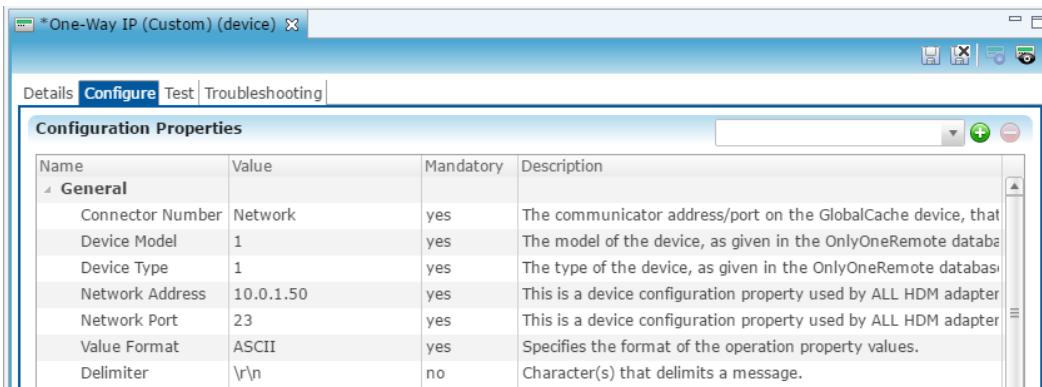 *One-Way IP (Custom) (device)
Details Configure Test Troubleshooting
Configuration Properties
Name Value Mandatory Description
General
Connector Number Network yes The communicator address/port on the GlobalCache device, that
Device Model 1 yes The model of the device, as given in the OnlyOneRemote databa
Device Type 1 yes The type of the device, as given in the OnlyOneRemote databas
Network Address 10.0.1.50 yes This is a device configuration property used by ALL HDM adapter
Network Port 23 yes This is a device configuration property used by ALL HDM adapter
Value Format ASCII yes Specifies the format of the operation property values.
Delimiter \r\n no Character(s) that delimits a message.